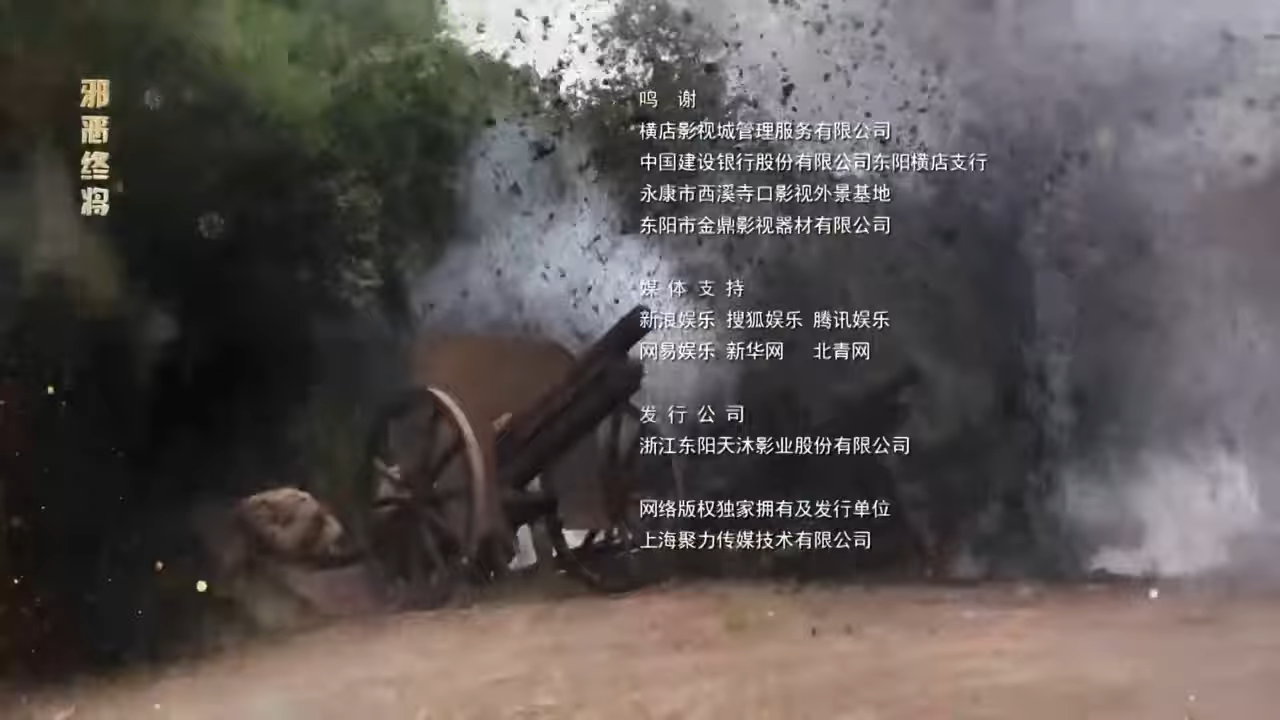 邪恶终将
鸣 谢
横店影视城管理服务有限公司
中国建设银行股份有限公司东阳横店支行
永康市西溪寺口影视外景基地
东阳市金鼎影视器材有限公司
媒体支持
新浪娱乐 搜狐娱乐 腾讯娱乐
网易娱乐 新华网 北青网
发行公司
浙江东阳天沐影业股份有限公司
网络版权独家拥有及发行单位
上海聚力传媒技术有限公司